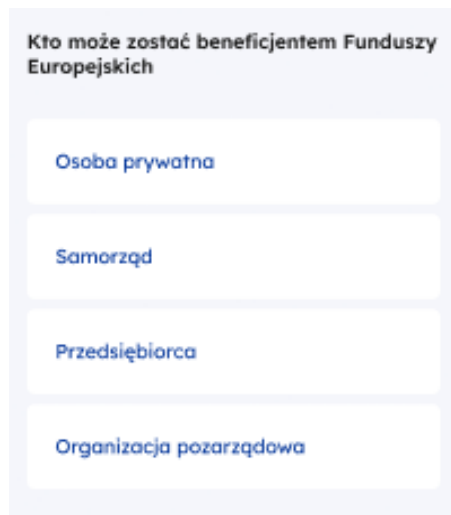 Kto może zostać beneficjentem Funduszy
Europejskich
Osoba prywatna
Samorząd
Przedsiębiorca
Organizacja pozarządowa